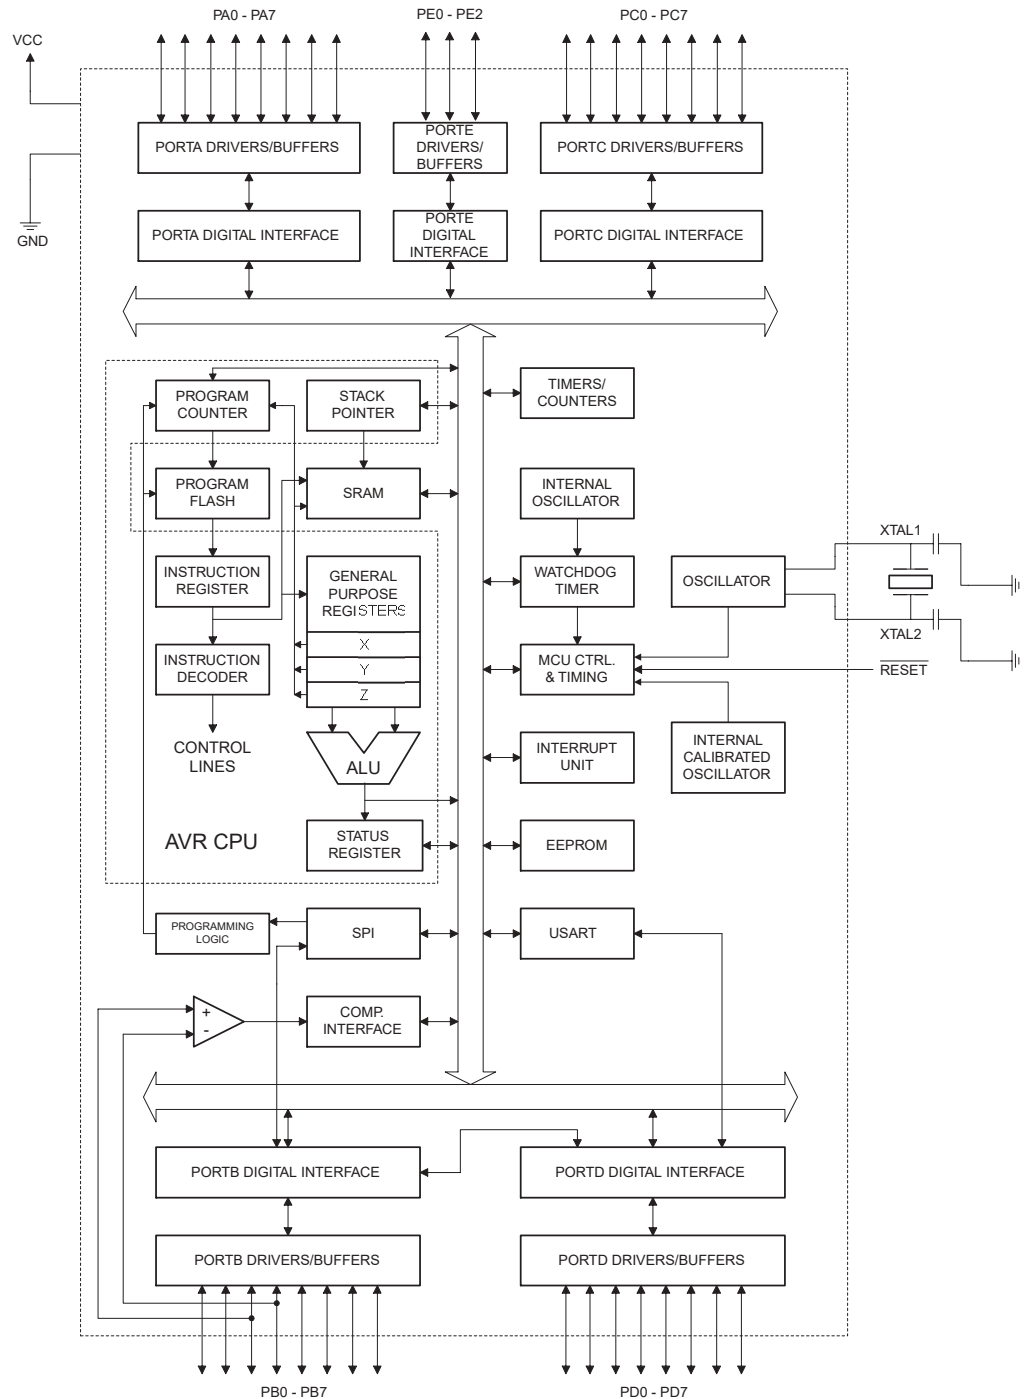 PA0 - PA7
PE0 - PE2
PC0 - PC7
VCC
PORTA DRIVERS/BUFFERS
PORTE
DRIVERS/
BUFFERS
PORTC DRIVERS/BUFFERS
GND
PORTA DIGITAL INTERFACE
PORTE
DIGITAL
INTERFACE
PORTC DIGITAL INTERFACE
PROGRAM
COUNTER
STACK
POINTER
TIMERS/
COUNTERS
PROGRAM
FLASH
SRAM
INTERNAL
OSCILLATOR
XTAL1
INSTRUCTION
REGISTER
GENERAL
PURPOSE
REGISTERS
WATCHDOG
TIMER
OSCILLATOR
XTAL2
X
Y
Z
INSTRUCTION
DECODER
MCU CTRL.
& TIMING
RESET
CONTROL
LINES
ALU
INTERRUPT
UNIT
INTERNAL
CALIBRATED
OSCILLATOR
AVR CPU
STATUS
REGISTER
EEPROM
PROGRAMMING
LOGIC
SPI
USART
+
-
COMP.
INTERFACE
PORTB DIGITAL INTERFACE
PORTD DIGITAL INTERFACE
PORTB DRIVERS/BUFFERS
PORTD DRIVERS/BUFFERS
PB0 - PB7
PD0 - PD7